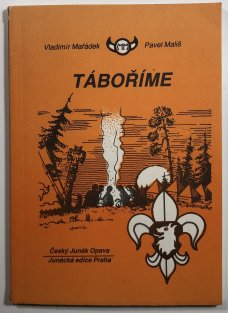 Vladimír Mařádek
Pavel Mališ
TÁBOŘÍME
Český Junák Opava
Junácká edice Praha